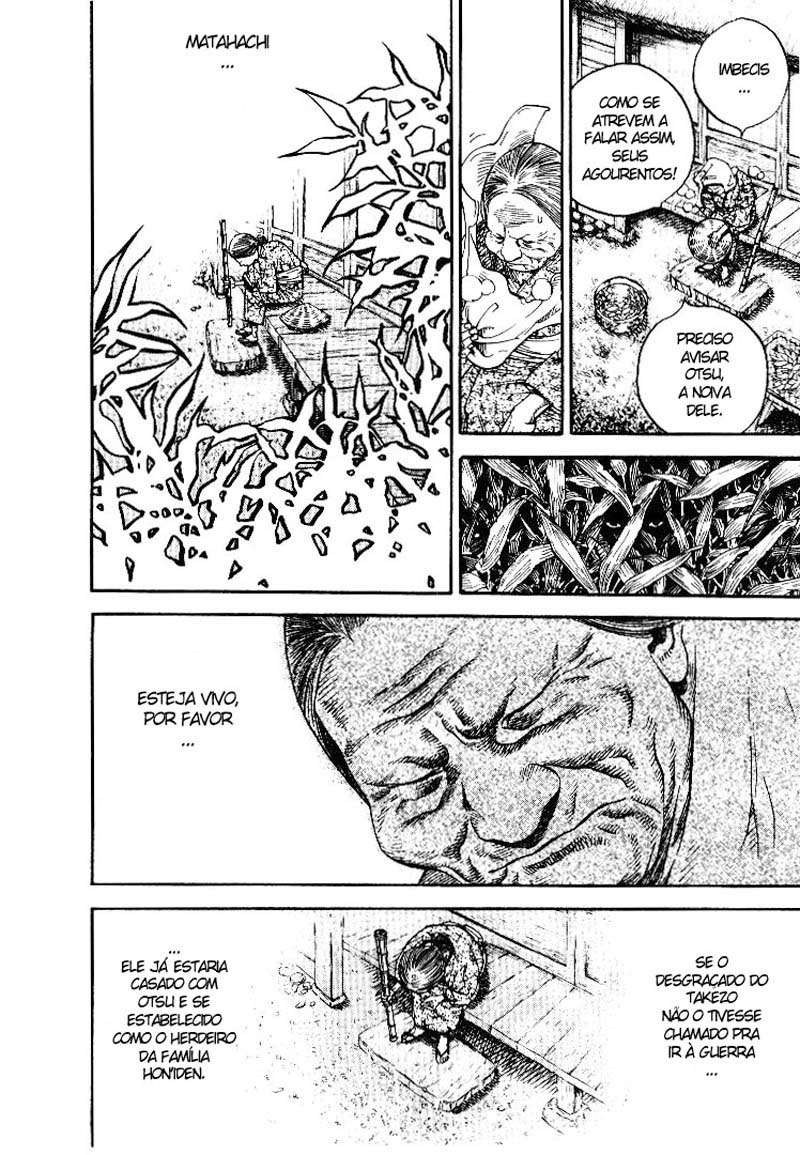 IMBECIS
...
COMO SE
ATREVEM A
FALAR ASSIM,
SEUS
AGOURENTOS!
PRECISO
AVISAR
OTSU,
A NOIVA
DELE.
MATAHACHI
...
ESTEJA VIVO,
POR FAVOR
...
SE O
DESGRAÇADO DO
TAKEZO
NÃO O TIVESSE
CHAMADO PRA
IR À GUERRA
...
...
ELE JÁ ESTARIA
CASADO COM
OTSU E SE
ESTABELECIDO
COMO O HERDEIRO
DA FAMÍLIA
HON'IDEN.